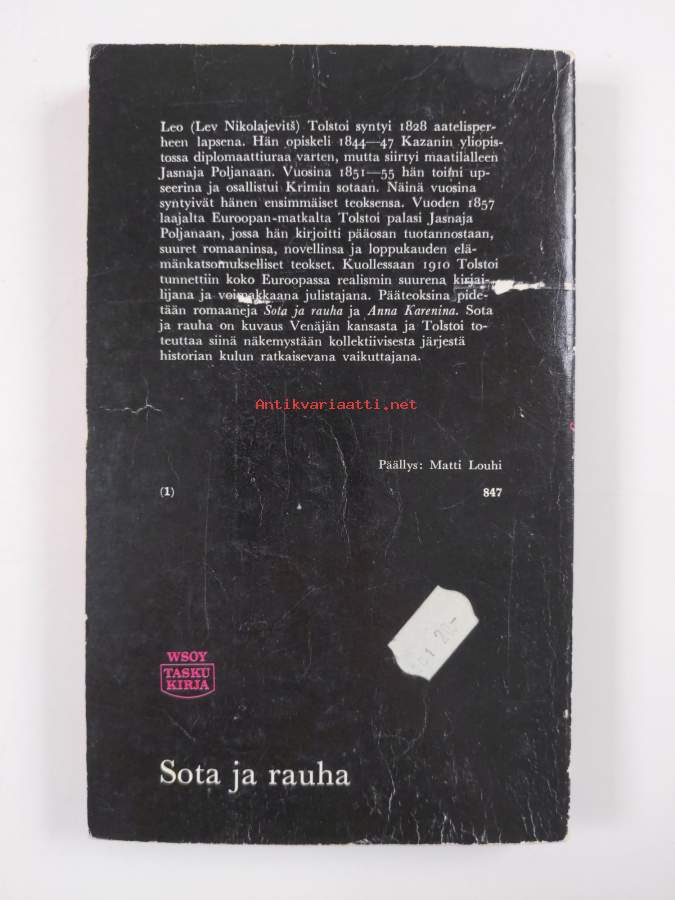 Leo (Lev Nikolajevitš) Tolstoi syntyi 1828 aatelisper-
heen lapsena. Hän opiskeli 1844—47 Kazanin yliopis-
tossa diplomaattiuraa varten, mutta siirtyi maatilalleen
Jasnaja Poljanaan. Vuosina 1851—55 hän toimi up-
seerina ja osallistui Krimin sotaan. Näinä vuosina
syntyivät hänen ensimmäiset teoksensa. Vuoden 1857
laajalta Euroopan-matkalta Tolstoi palasi Jasnaja
Poljanaan, jossa hän kirjoitti pääosan tuotannostaan,
suuret romaaninsa, novellinsa ja loppukauden elä-
mänkatsomukselliset teokset. Kuollessaan 1910 Tolstoi
tunnettiin koko Euroopassa realismin suurena kirjai-
lijana ja voimakkaana julistajana. Pääteoksina pide-
tään romaaneja Sota ja rauha ja Anna Karenina. Sota
ja rauha on kuvaus Venäjän kansasta ja Tolstoi to-
teuttaa siinä näkemystään kollektiivisesta järjestä
historian kulun ratkaisevana vaikuttajana.
Antikvariaatti.net
Päällys: Matti Louhi
(1) 847
20,-
WSOY
TASKU
KIRJA
Sota ja rauha